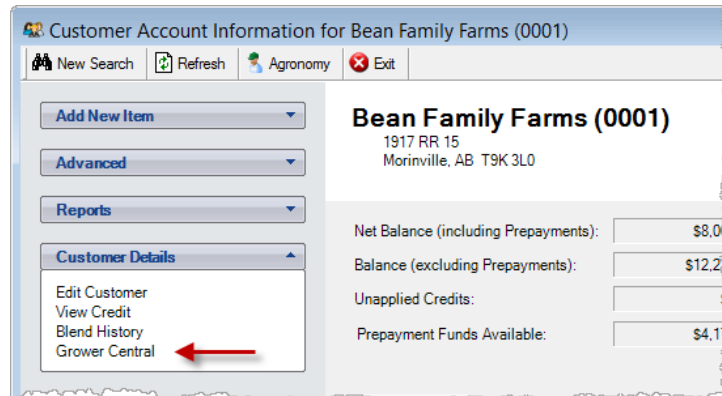 Customer Account Information for Bean Family Farms (0001)
New Search Refresh Agronomy Exit
Add New Item
Advanced
Reports
Customer Details
Edit Customer
View Credit
Blend History
Grower Central
Bean Family Farms (0001)
1917 RR 15
Morinville, AB T9K 3L0
Net Balance (including Prepayments):
Balance (excluding Prepayments):
Unapplied Credits:
Prepayment Funds Available: